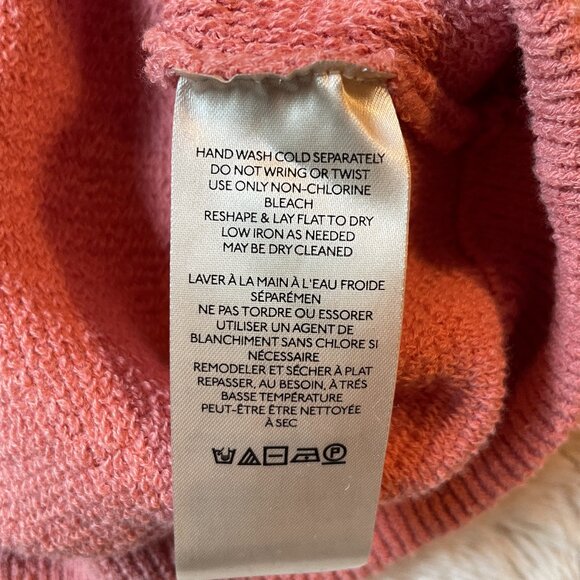 HAND WASH COLD SEPARATELY
DO NOT WRING OR TWIST
USE ONLY NON-CHLORINE
BLEACH
RESHAPE & LAY FLAT TO DRY
LOW IRON AS NEEDED
MAY BE DRY CLEANED
LAVER À LA MAIN À L'EAU FROIDE
SÉPARÉMEN
NE PAS TORDRE OU ESSORER
UTILISER UN AGENT DE
BLANCHIMENT SANS CHLORE SI
NÉCESSAIRE
REMODELER ET SÉCHER À PLAT
REPASSER, AU BESOIN, À TRÉS
BASSE TEMPÉRATURE
PEUT-ÊTRE ÊTRE NETTOYÉE
À SEC
P